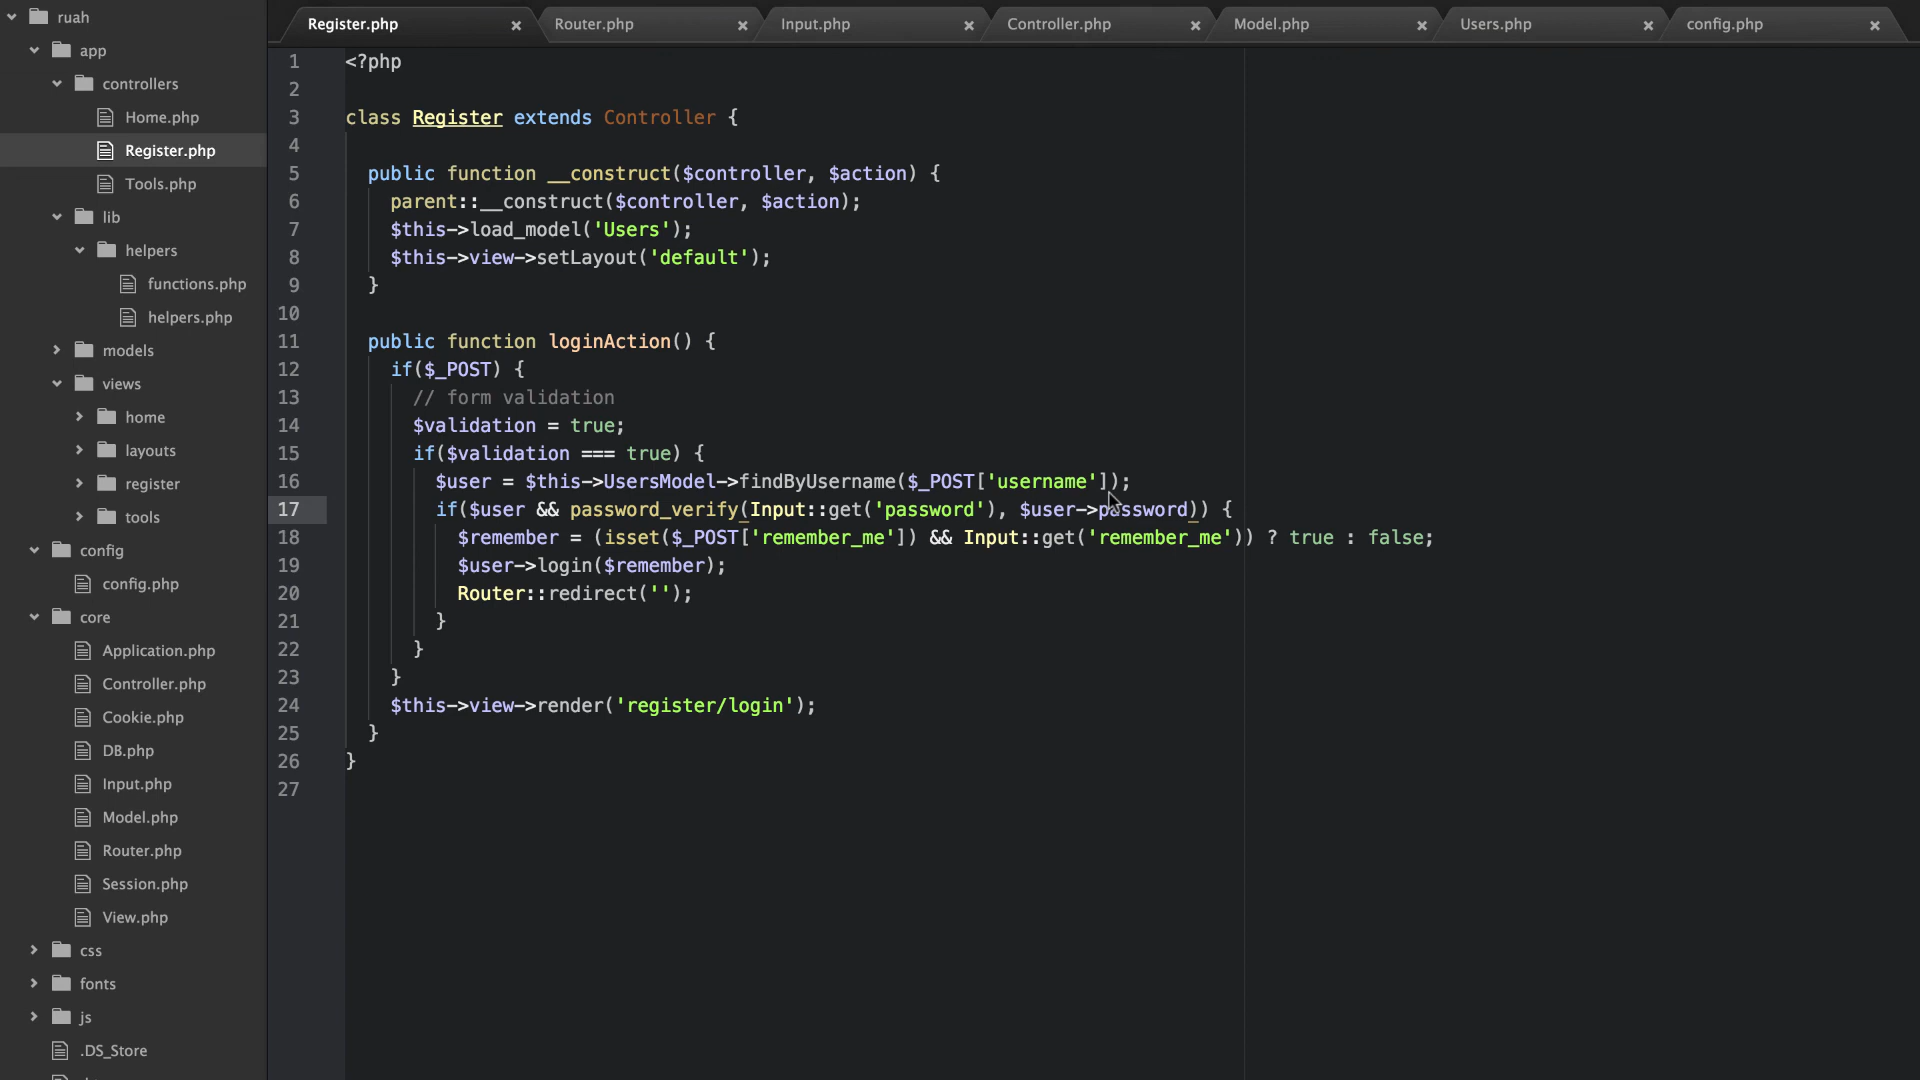 ruah
app
controllers
Home.php
Register.php
Tools.php
lib
helpers
functions.php
helpers.php
models
views
home
layouts
register
tools
config
config.php
core
Application.php
Controller.php
Cookie.php
DB.php
Input.php
Model.php
Router.php
Session.php
View.php
css
fonts
js
.DS_Store
Register.php Router.php Input.php Controller.php Model.php Users.php config.php
1 <?php
2
3 class Register extends Controller {
4
5 public function __construct($controller, $action) {
6 parent::__construct($controller, $action);
7 $this->load_model('Users');
8 $this->view->setLayout('default');
9 }
10
11 public function loginAction() {
12 if($_POST) {
13 // form validation
14 $validation = true;
15 if($validation === true) {
16 $user = $this->UsersModel->findByUsername($_POST['username']);
17 if($user && password_verify(Input::get('password'), $user->password)) {
18 $remember = (isset($_POST['remember_me']) && Input::get('remember_me')) ? true : false;
19 $user->login($remember);
20 Router::redirect('');
21 }
22 }
23 }
24 $this->view->render('register/login');
25 }
26 }
27